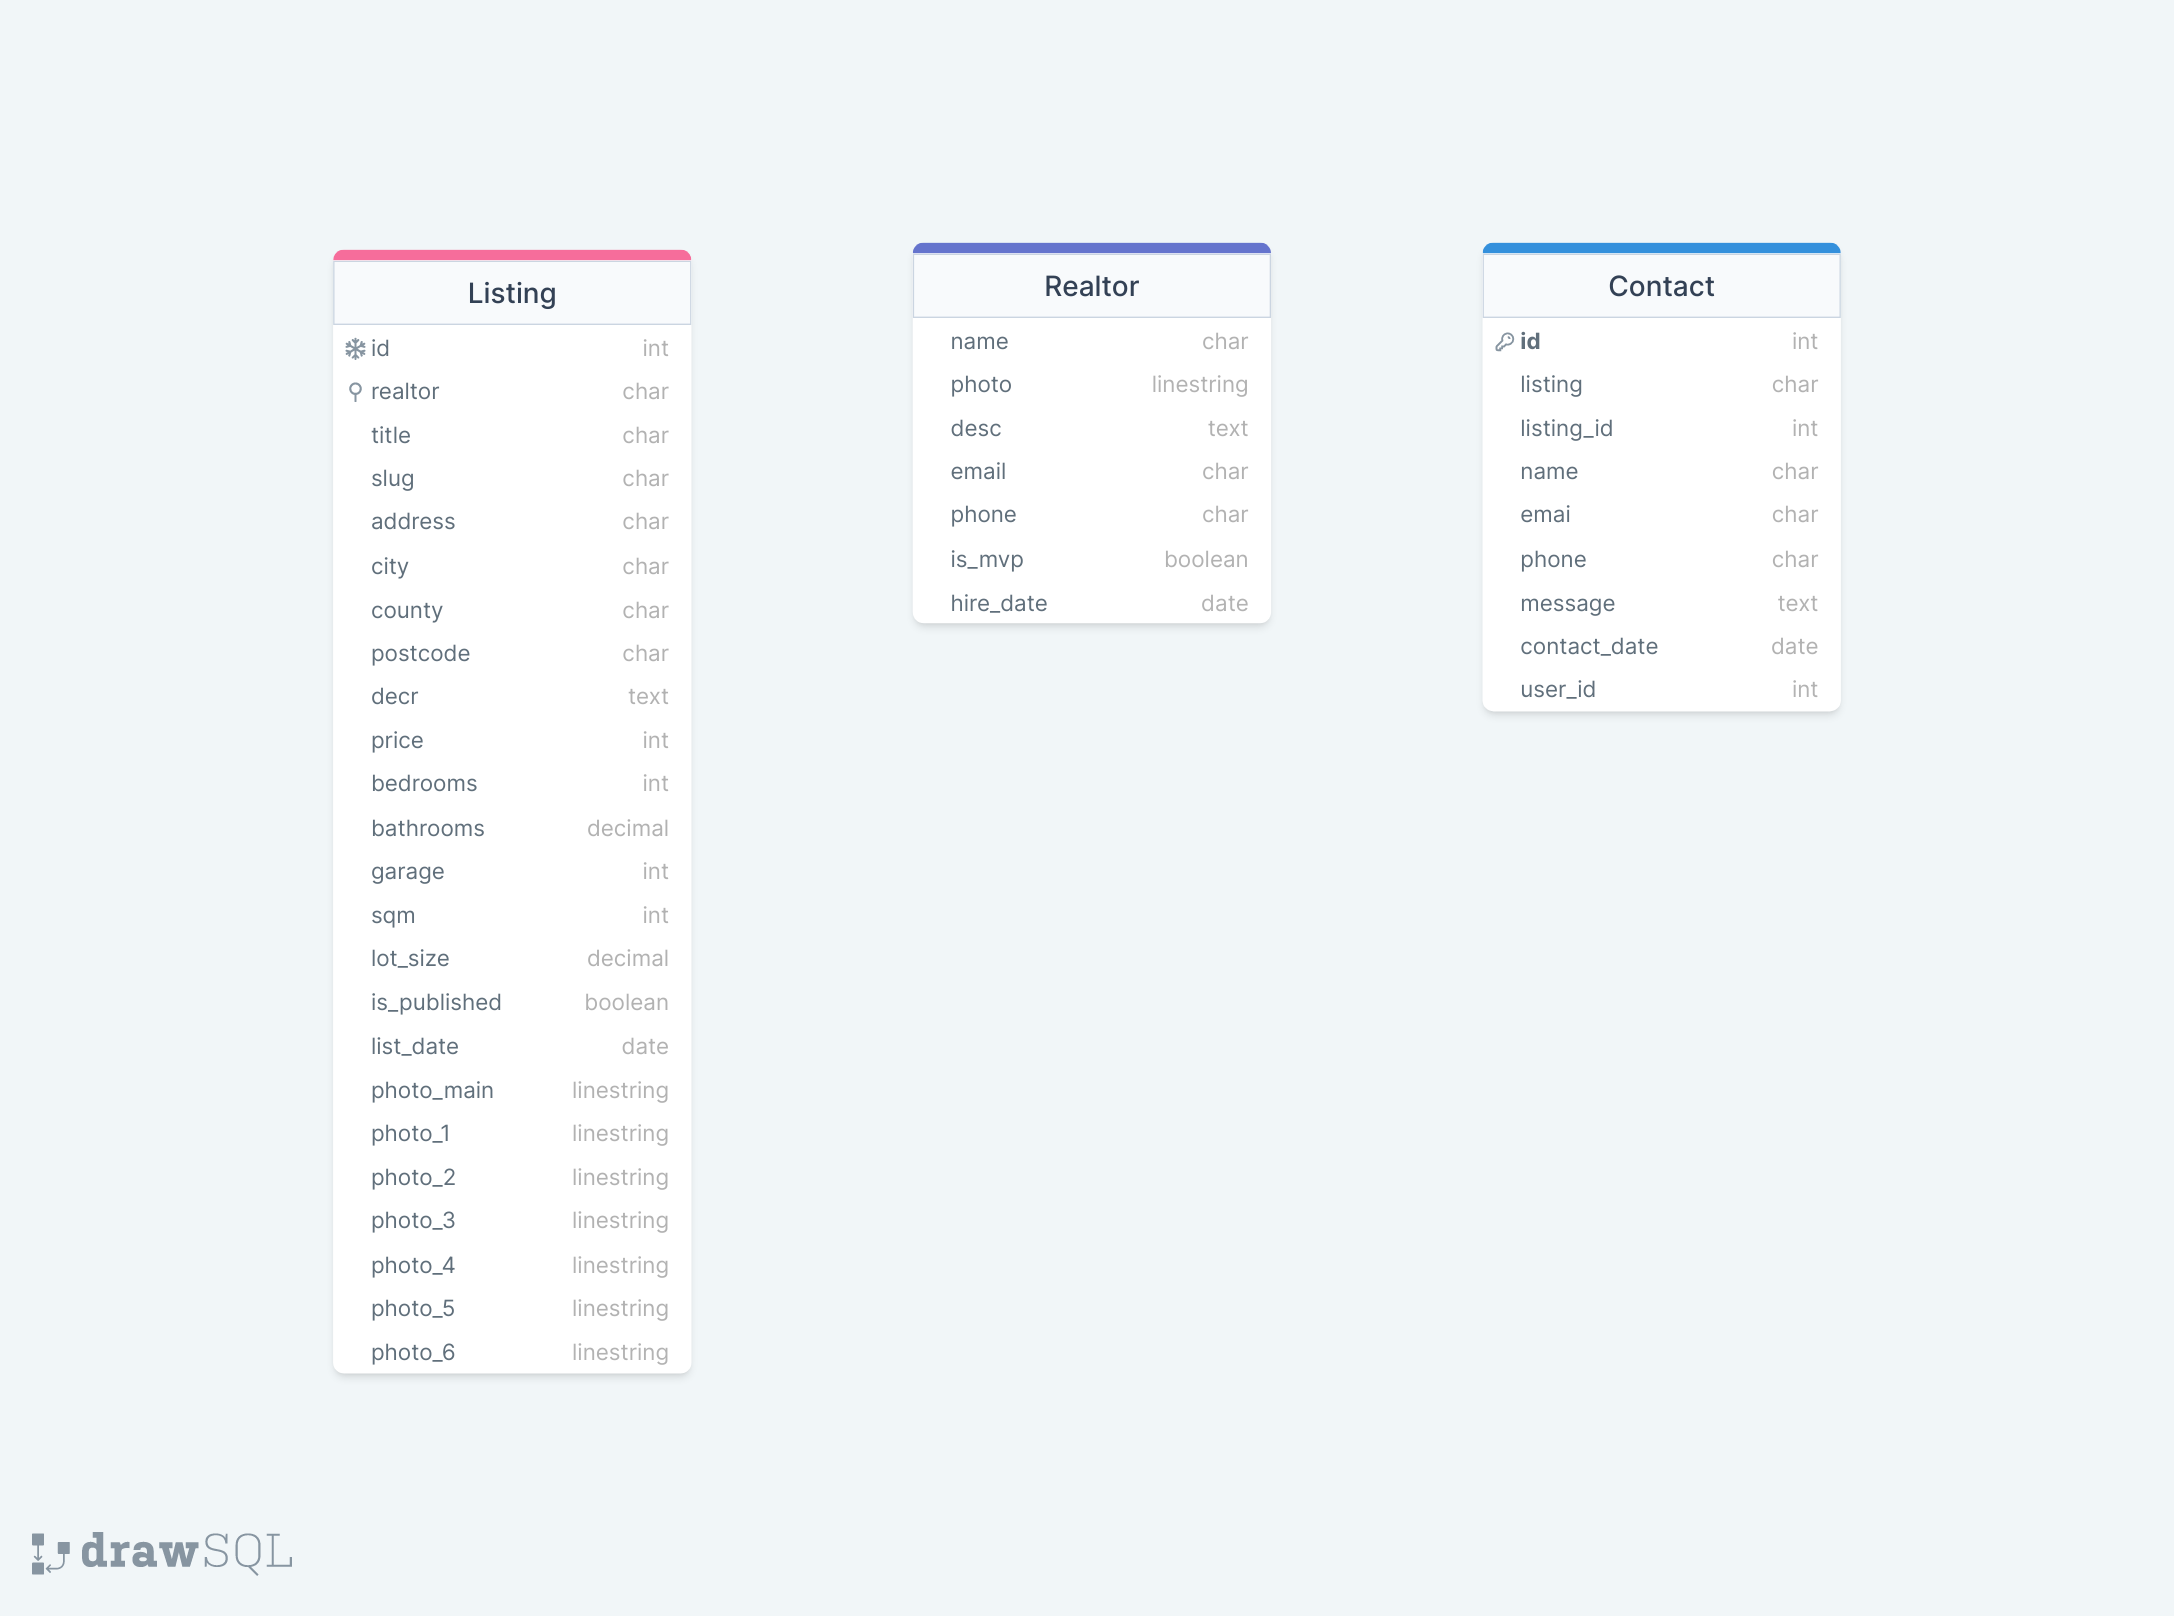 Listing
id int
realtor char
title char
slug char
address char
city char
county char
postcode char
decr text
price int
bedrooms int
bathrooms decimal
garage int
sqm int
lot_size decimal
is_published boolean
list_date date
photo_main linestring
photo_1 linestring
photo_2 linestring
photo_3 linestring
photo_4 linestring
photo_5 linestring
photo_6 linestring
Realtor
name char
photo linestring
desc text
email char
phone char
is_mvp boolean
hire_date date
Contact
id int
listing char
listing_id int
name char
emai char
phone char
message text
contact_date date
user_id int
drawSQL